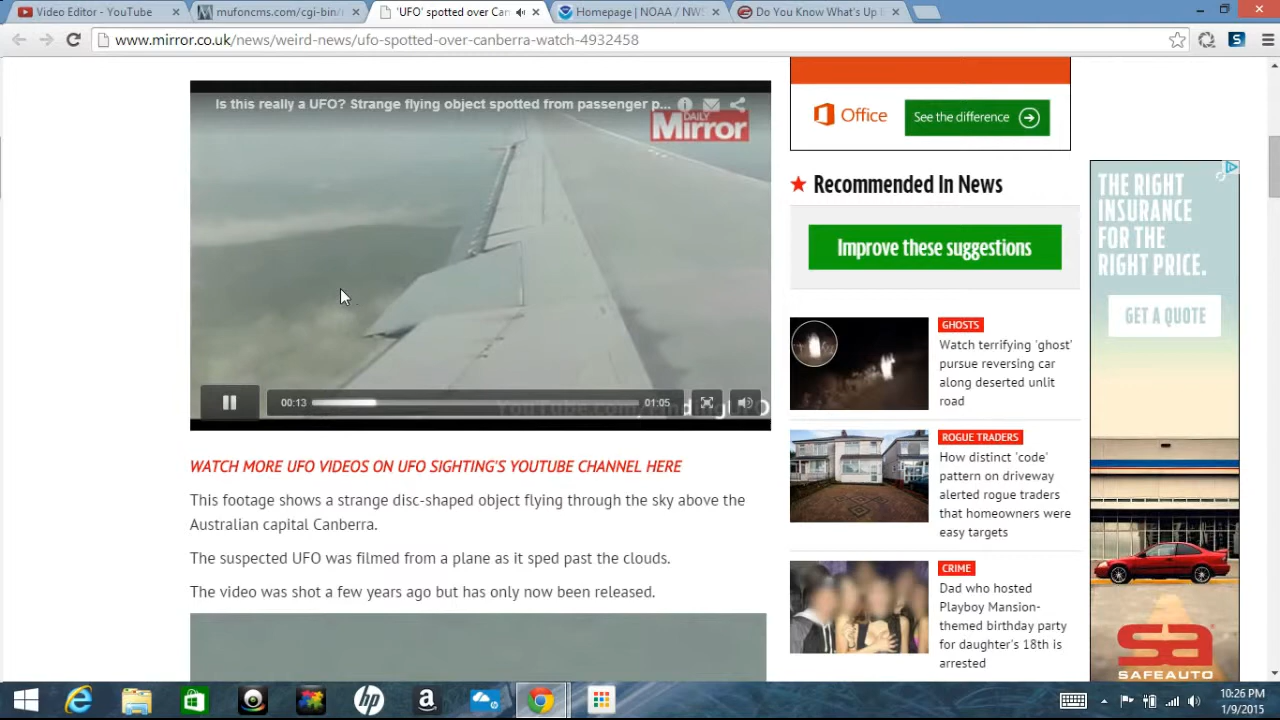 Video Editor - YouTube
mufoncms.com/cgi-bin/
'UFO' spotted over Can
Homepage | NOAA / NWS
Do You Know What's Up
www.mirror.co.uk/news/weird-news/ufo-spotted-over-canberra-watch-4932458
Is this really a UFO? Strange flying object spotted from passenger p...
DAILY
Mirror
00:13
01:05
WATCH MORE UFO VIDEOS ON UFO SIGHTING'S YOUTUBE CHANNEL HERE
This footage shows a strange disc-shaped object flying through the sky above the
Australian capital Canberra.
The suspected UFO was filmed from a plane as it sped past the clouds.
The video was shot a few years ago but has only now been released.
Office
See the difference
Recommended In News
Improve these suggestions
GHOSTS
Watch terrifying 'ghost'
pursue reversing car
along deserted unlit
road
ROGUE TRADERS
How distinct 'code'
pattern on driveway
alerted rogue traders
that homeowners were
easy targets
CRIME
Dad who hosted
Playboy Mansion-
themed birthday party
for daughter's 18th is
arrested
THE RIGHT
INSURANCE
FOR THE
RIGHT PRICE.
GET A QUOTE
sa
SAFEAUTO
10:26 PM
1/9/2015